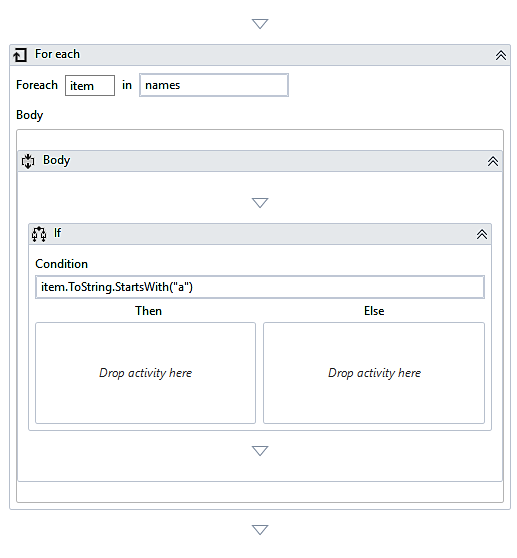 For each
Foreach item in names
Body
Body
If
Condition
item.ToString.StartsWith("a")
Then Else
Drop activity here Drop activity here